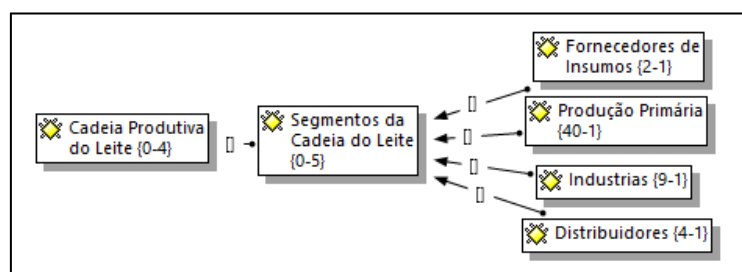 Cadeia Produtiva
do Leite {0-4}
[]
Segmentos da
Cadeia do Leite
{0-5}
[]
[]
[]
[]
Fornecedores de
Insumos {2-1}
Produção Primária
{40-1}
Industrias {9-1}
Distribuidores {4-1}